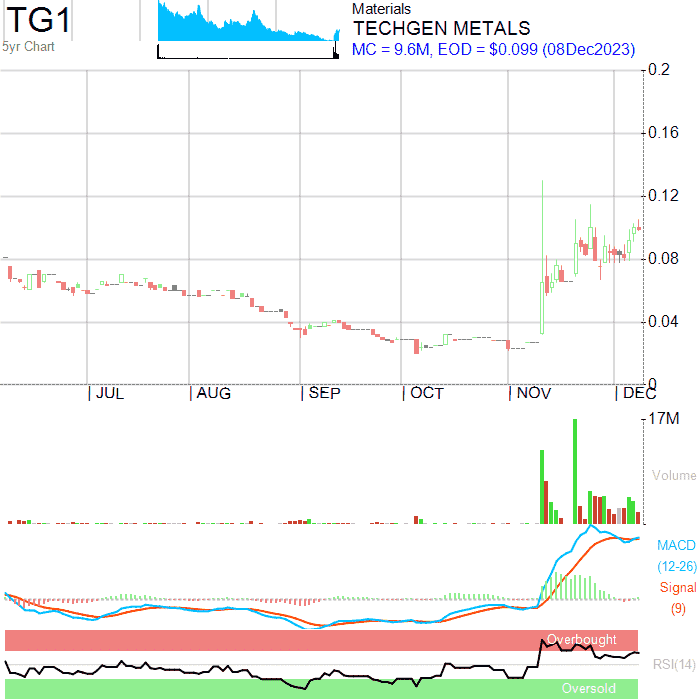 TG1
5yr Chart
Materials
TECHGEN METALS
MC = 9.6M, EOD = $0.099 (08Dec2023)
0.2
0.16
0.12
0.08
0.04
0
JUL AUG SEP OCT NOV DEC
17M
Volume
MACD
(12-26)
Signal
(9)
Overbought
RSI(14)
Oversold